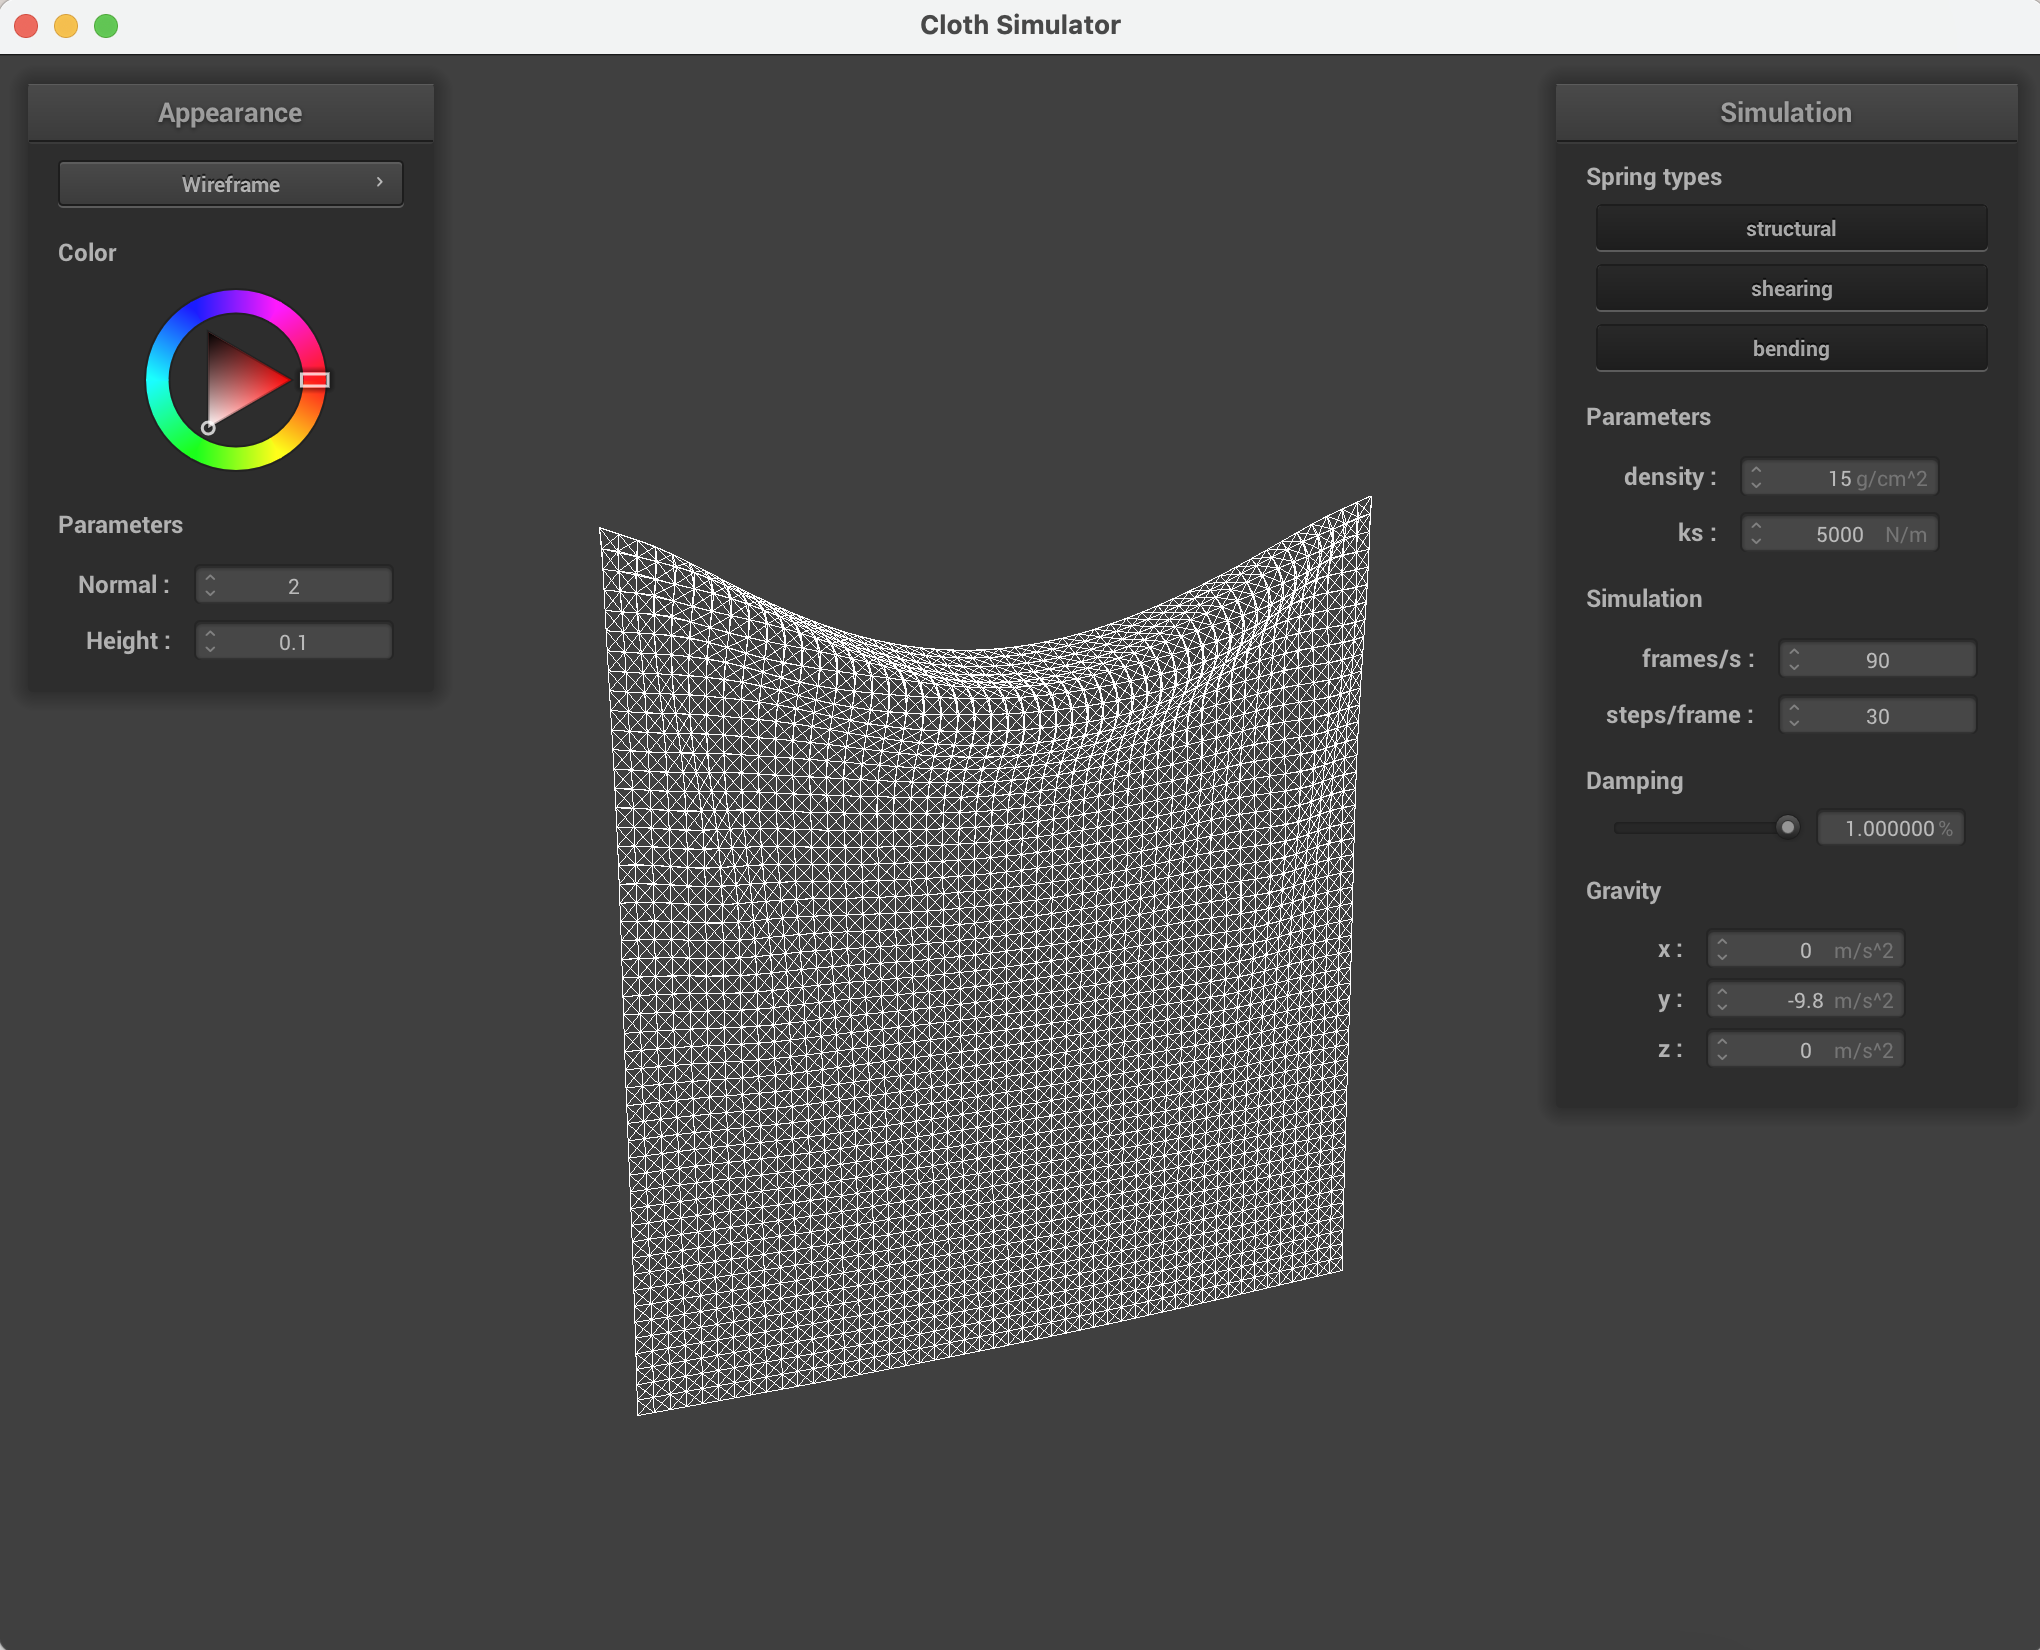 Cloth Simulator
Appearance
Wireframe
Color
Parameters
Normal : 2
Height : 0.1
Simulation
Spring types
structural
shearing
bending
Parameters
density : 15 g/cm^2
ks : 5000 N/m
Simulation
frames/s : 90
steps/frame : 30
Damping
1.000000 %
Gravity
x : 0 m/s^2
y : -9.8 m/s^2
z : 0 m/s^2